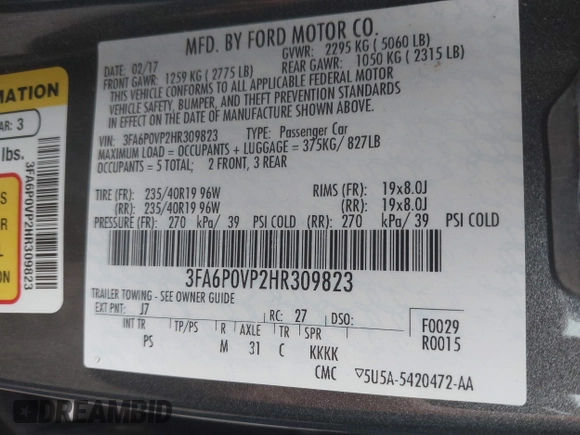 MFD. BY FORD MOTOR CO.
DATE: 02/17 GVWR: 2295 KG ( 5060 LB)
FRONT GAWR: 1259 KG ( 2775 LB) REAR GAWR: 1050 KG ( 2315 LB)
THIS VEHICLE CONFORMS TO ALL APPLICABLE FEDERAL MOTOR
VEHICLE SAFETY, BUMPER, AND THEFT PREVENTION STANDARDS
IN EFFECT ON THE DATE OF MANUFACTURE SHOWN ABOVE.
VIN: 3FA6P0VP2HR309823 TYPE: Passenger Car
MAXIMUM LOAD = OCCUPANTS + LUGGAGE = 375KG/ 827LB
OCCUPANTS = 5 TOTAL; 2 FRONT, 3 REAR
TIRE (FR): 235/40R19 96W RIMS (FR): 19x8.0J
(RR): 235/40R19 96W (RR): 19x8.0J
PRESSURE (FR): 270 kPa/ 39 PSI COLD (RR): 270 kPa/ 39 PSI COLD
3FA6P0VP2HR309823
TRAILER TOWING - SEE OWNER GUIDE
EXT PNT: J7 RC: 27 DSO:
F0029
R0015
INT TR TP/PS R AXLE TR SPR
PS M 31 C KKKK
CMC ▽5U5A-5420472-AA
MATION
AR: 3
lbs.
3FA6P0VP2HR309823
ON
DREAMBID